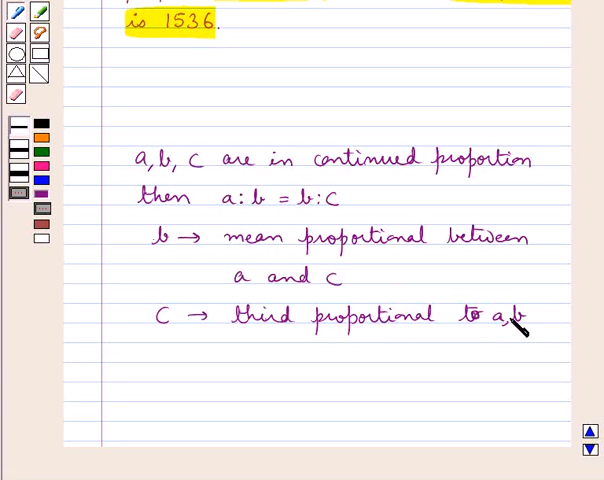 is 1536.
a, b, c are in continued proportion
then a : b = b : c
b → mean proportional between
a and c
c → third proportional to a, b